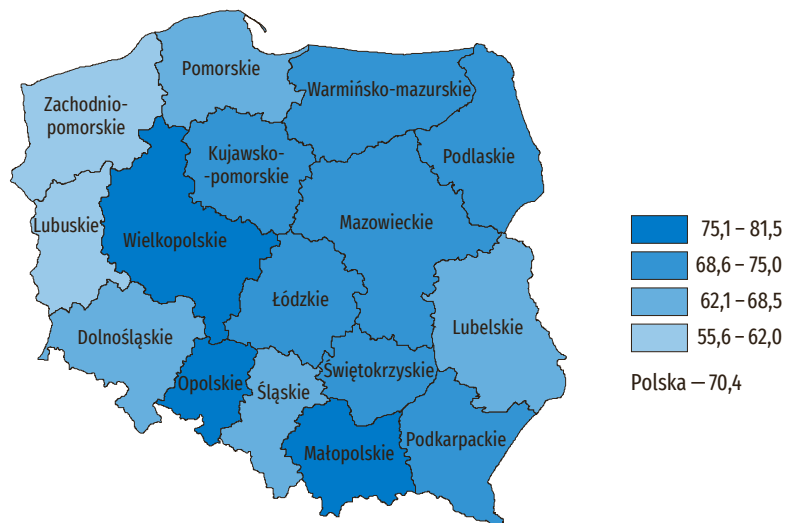 Pomorskie
Warmińsko-mazurskie
Zachodnio-
pomorskie
Kujawsko-
-pomorskie
Podlaskie
Lubuskie
Wielkopolskie
Mazowieckie
Łódzkie
Dolnośląskie
Lubelskie
Opolskie
Śląskie
Świętokrzyskie
Małopolskie
Podkarpackie
75,1 – 81,5
68,6 – 75,0
62,1 – 68,5
55,6 – 62,0
Polska — 70,4